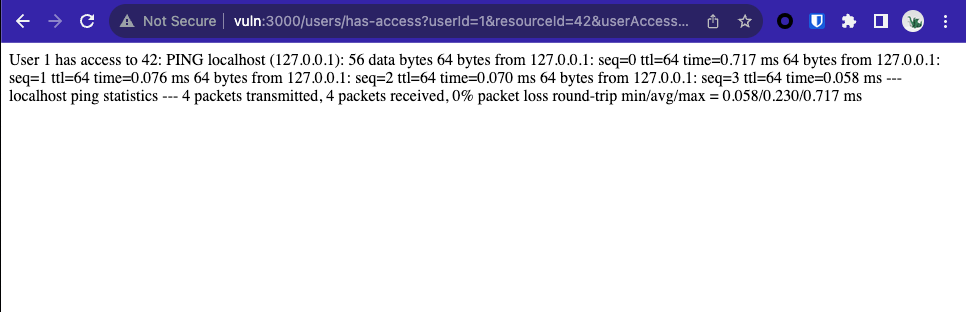 Not Secure | vuln:3000/users/has-access?userId=1&resourceId=42&userAccess...
User 1 has access to 42: PING localhost (127.0.0.1): 56 data bytes 64 bytes from 127.0.0.1: seq=0 ttl=64 time=0.717 ms 64 bytes from 127.0.0.1:
seq=1 ttl=64 time=0.076 ms 64 bytes from 127.0.0.1: seq=2 ttl=64 time=0.070 ms 64 bytes from 127.0.0.1: seq=3 ttl=64 time=0.058 ms ---
localhost ping statistics --- 4 packets transmitted, 4 packets received, 0% packet loss round-trip min/avg/max = 0.058/0.230/0.717 ms